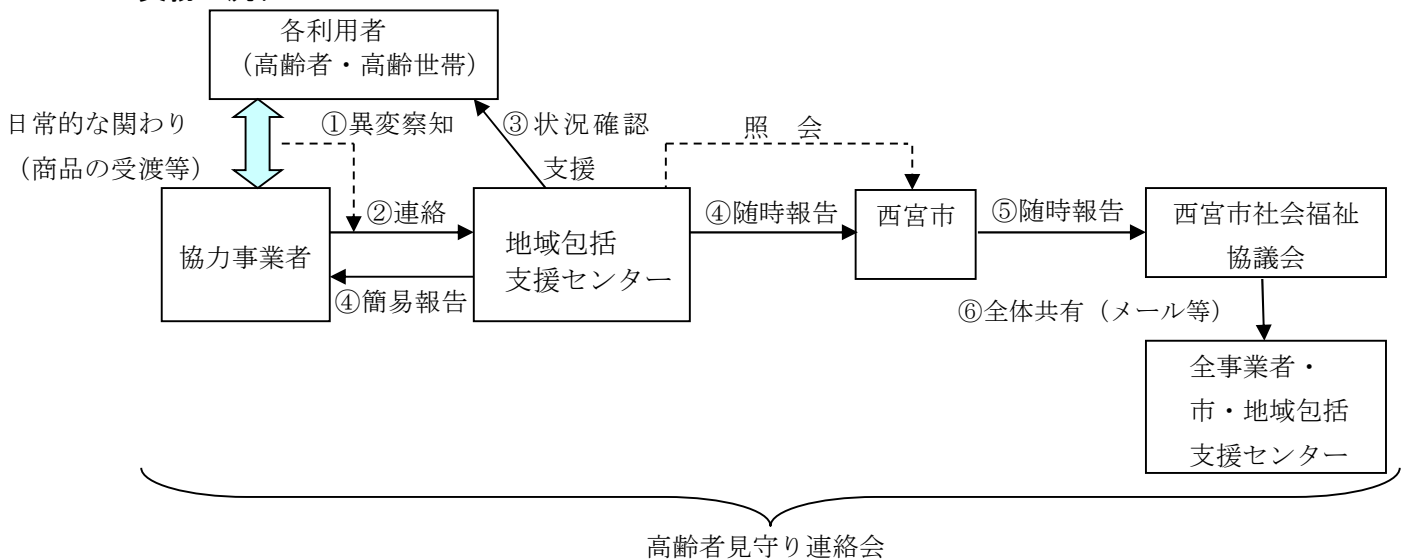 各利用者
（高齢者・高齢世帯）
日常的な関わり
（商品の受渡等）
①異変察知
③状況確認
支援
照　会
協力事業者
②連絡
④簡易報告
地域包括
支援センター
④随時報告
西宮市
⑤随時報告
西宮市社会福祉
協議会
⑥全体共有（メール等）
全事業者・
市・地域包括
支援センター
高齢者見守り連絡会